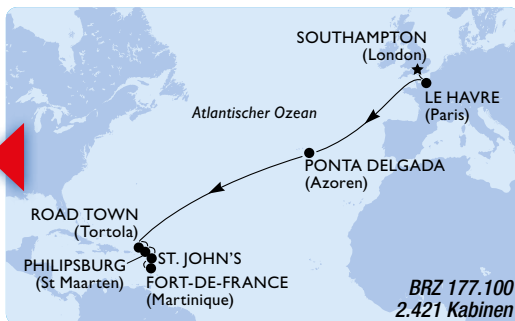 SOUTHAMPTON
(London)
LE HAVRE
(Paris)
Atlantischer Ozean
PONTA DELGADA
(Azoren)
ROAD TOWN
(Tortola)
PHILIPSBURG
(St Maarten)
ST. JOHN'S
FORT-DE-FRANCE
(Martinique)
BRZ 177.100
2.421 Kabinen